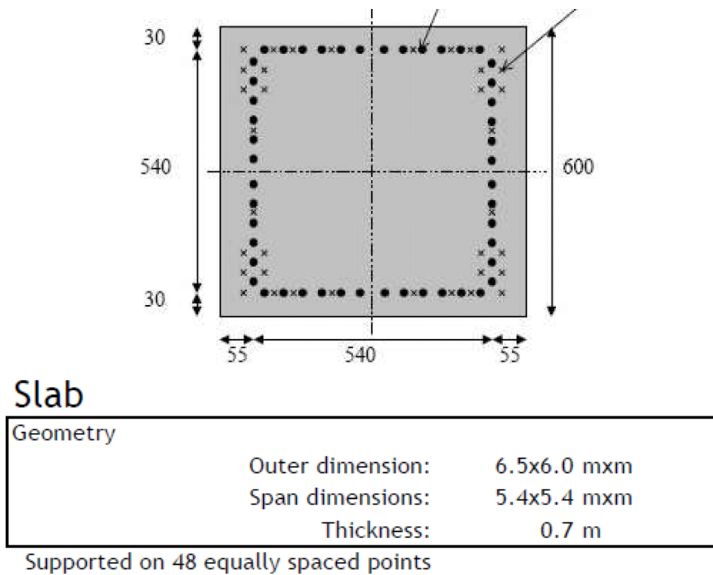 30
540
600
30
55
540
55
Slab
Geometry
Outer dimension: 6.5x6.0 mxm
Span dimensions: 5.4x5.4 mxm
Thickness: 0.7 m
Supported on 48 equally spaced points